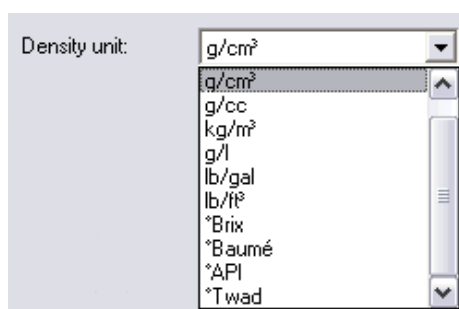 Density unit: g/cm³
g/cm³
g/cc
kg/m³
g/l
lb/gal
lb/ft³
°Brix
°Baumé
°API
°Twad